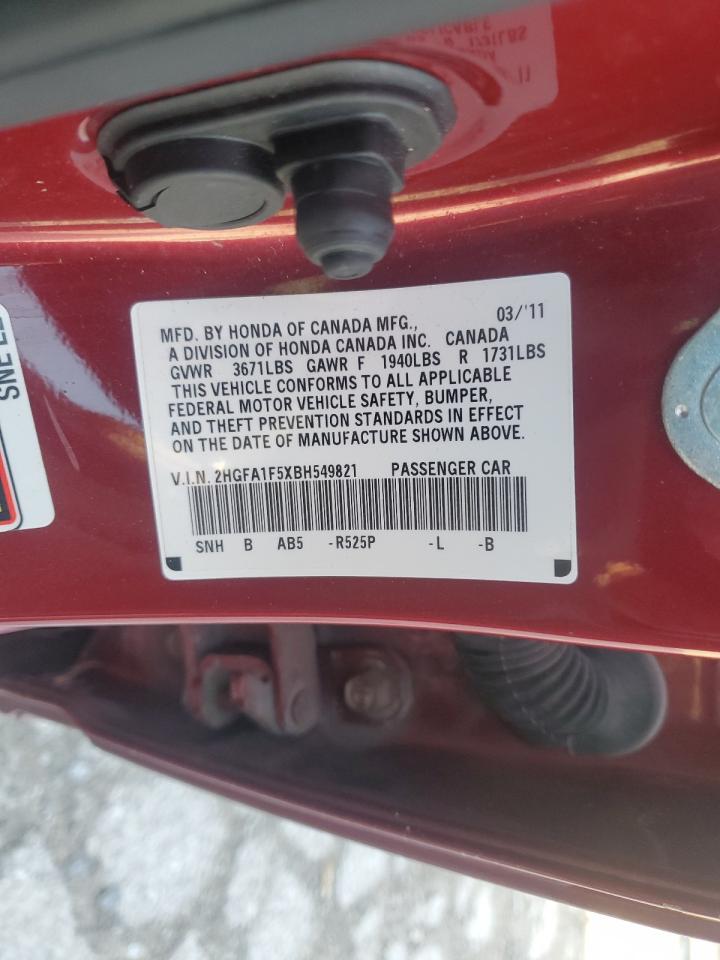 03/'11
MFD. BY HONDA OF CANADA MFG.,
A DIVISION OF HONDA CANADA INC. CANADA
GVWR 3671LBS GAWR F 1940LBS R 1731LBS
THIS VEHICLE CONFORMS TO ALL APPLICABLE
FEDERAL MOTOR VEHICLE SAFETY, BUMPER,
AND THEFT PREVENTION STANDARDS IN EFFECT
ON THE DATE OF MANUFACTURE SHOWN ABOVE.
V.I.N. 2HGFA1F5XBH549821 PASSENGER CAR
SNH B AB5 -R525P -L -B